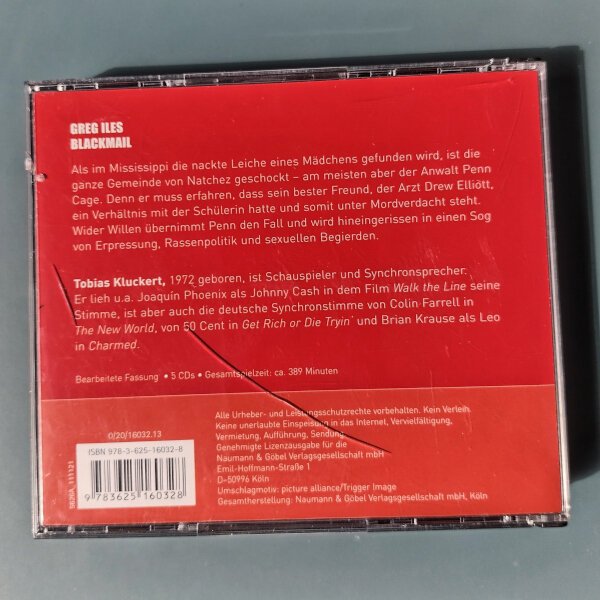 GREG ILES
BLACKMAIL
Als im Mississippi die nackte Leiche eines Mädchens gefunden wird, ist die
ganze Gemeinde von Natchez geschockt – am meisten aber der Anwalt Penn
Cage. Denn er muss erfahren, dass sein bester Freund, der Arzt Drew Elliott,
ein Verhältnis mit der Schülerin hatte und somit unter Mordverdacht steht.
Wider Willen übernimmt Penn den Fall und wird hineingerissen in einen Sog
von Erpressung, Rassenpolitik und sexuellen Begierden.
Tobias Kluckert, 1972 geboren, ist Schauspieler und Synchronsprecher.
Er lieh u.a. Joaquin Phoenix als Johnny Cash in dem Film Walk the Line seine
Stimme, ist aber auch die deutsche Synchronstimme von Colin Farrell in
The New World, von 50 Cent in Get Rich or Die Tryin' und Brian Krause als Leo
in Charmed.
Bearbeitete Fassung • 5 CDs • Gesamtspielzeit: ca. 389 Minuten
0/20/16032.13
ISBN 978-3-625-16032-8
9 783625 160328
Alle Urheber- und Leistungsschutzrechte vorbehalten. Kein Verleih.
Keine unerlaubte Einspeisung in das Internet, Vervielfältigung,
Vermietung, Aufführung, Sendung.
Genehmigte Lizenzausgabe für die
Naumann & Göbel Verlagsgesellschaft mbH
Emil-Hoffmann-Straße 1
D-50996 Köln
Umschlagmotiv: picture alliance/Trigger Image
Gesamtherstellung: Naumann & Göbel Verlagsgesellschaft mbH, Köln